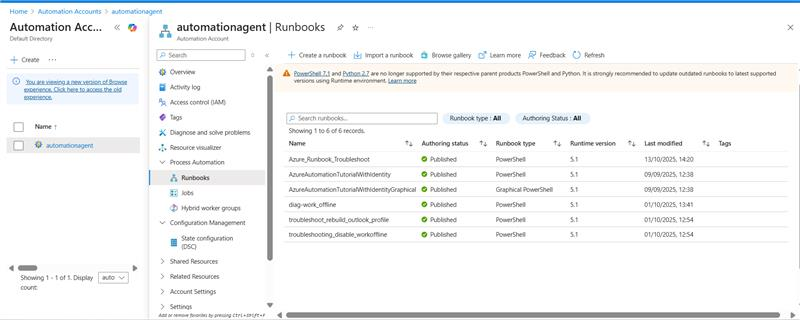 Home > Automation Accounts > automationagent
Automation Acc...
Default Directory
+ Create
You are viewing a new version of Browse
experience. Click here to access the old
experience.
Name ↑
automationagent
Showing 1 - 1 of 1. Display
count:
auto
automationagent | Runbooks
Automation Account
Search
Overview
Activity log
Access control (IAM)
Tags
Diagnose and solve problems
Resource visualizer
Process Automation
Runbooks
Jobs
Hybrid worker groups
Configuration Management
State configuration
(DSC)
Shared Resources
Related Resources
Account Settings
Settings
Add or remove favorites by pressing Ctrl+Shift+F
+ Create a runbook Import a runbook Browse gallery Learn more Feedback Refresh
PowerShell 7.1 and Python 2.7 are no longer supported by their respective parent products PowerShell and Python. It is strongly recommended to update outdated runbooks to latest supported
versions using Runtime environment. Learn more
Search runbooks...
Runbook type : All
Authoring Status : All
Showing 1 to 6 of 6 records.
Name Authoring status Runbook type Runtime version Last modified Tags
Azure_Runbook_Troubleshoot Published PowerShell 5.1 13/10/2025, 14:20
AzureAutomationTutorialWithIdentity Published PowerShell 5.1 09/09/2025, 12:38
AzureAutomationTutorialWithIdentityGraphical Published Graphical PowerShell 5.1 09/09/2025, 12:38
diag-work_offline Published PowerShell 5.1 01/10/2025, 13:41
troubleshoot_rebuild_outlook_profile Published PowerShell 5.1 01/10/2025, 12:54
troubleshooting_disable_workoffline Published PowerShell 5.1 01/10/2025, 12:54